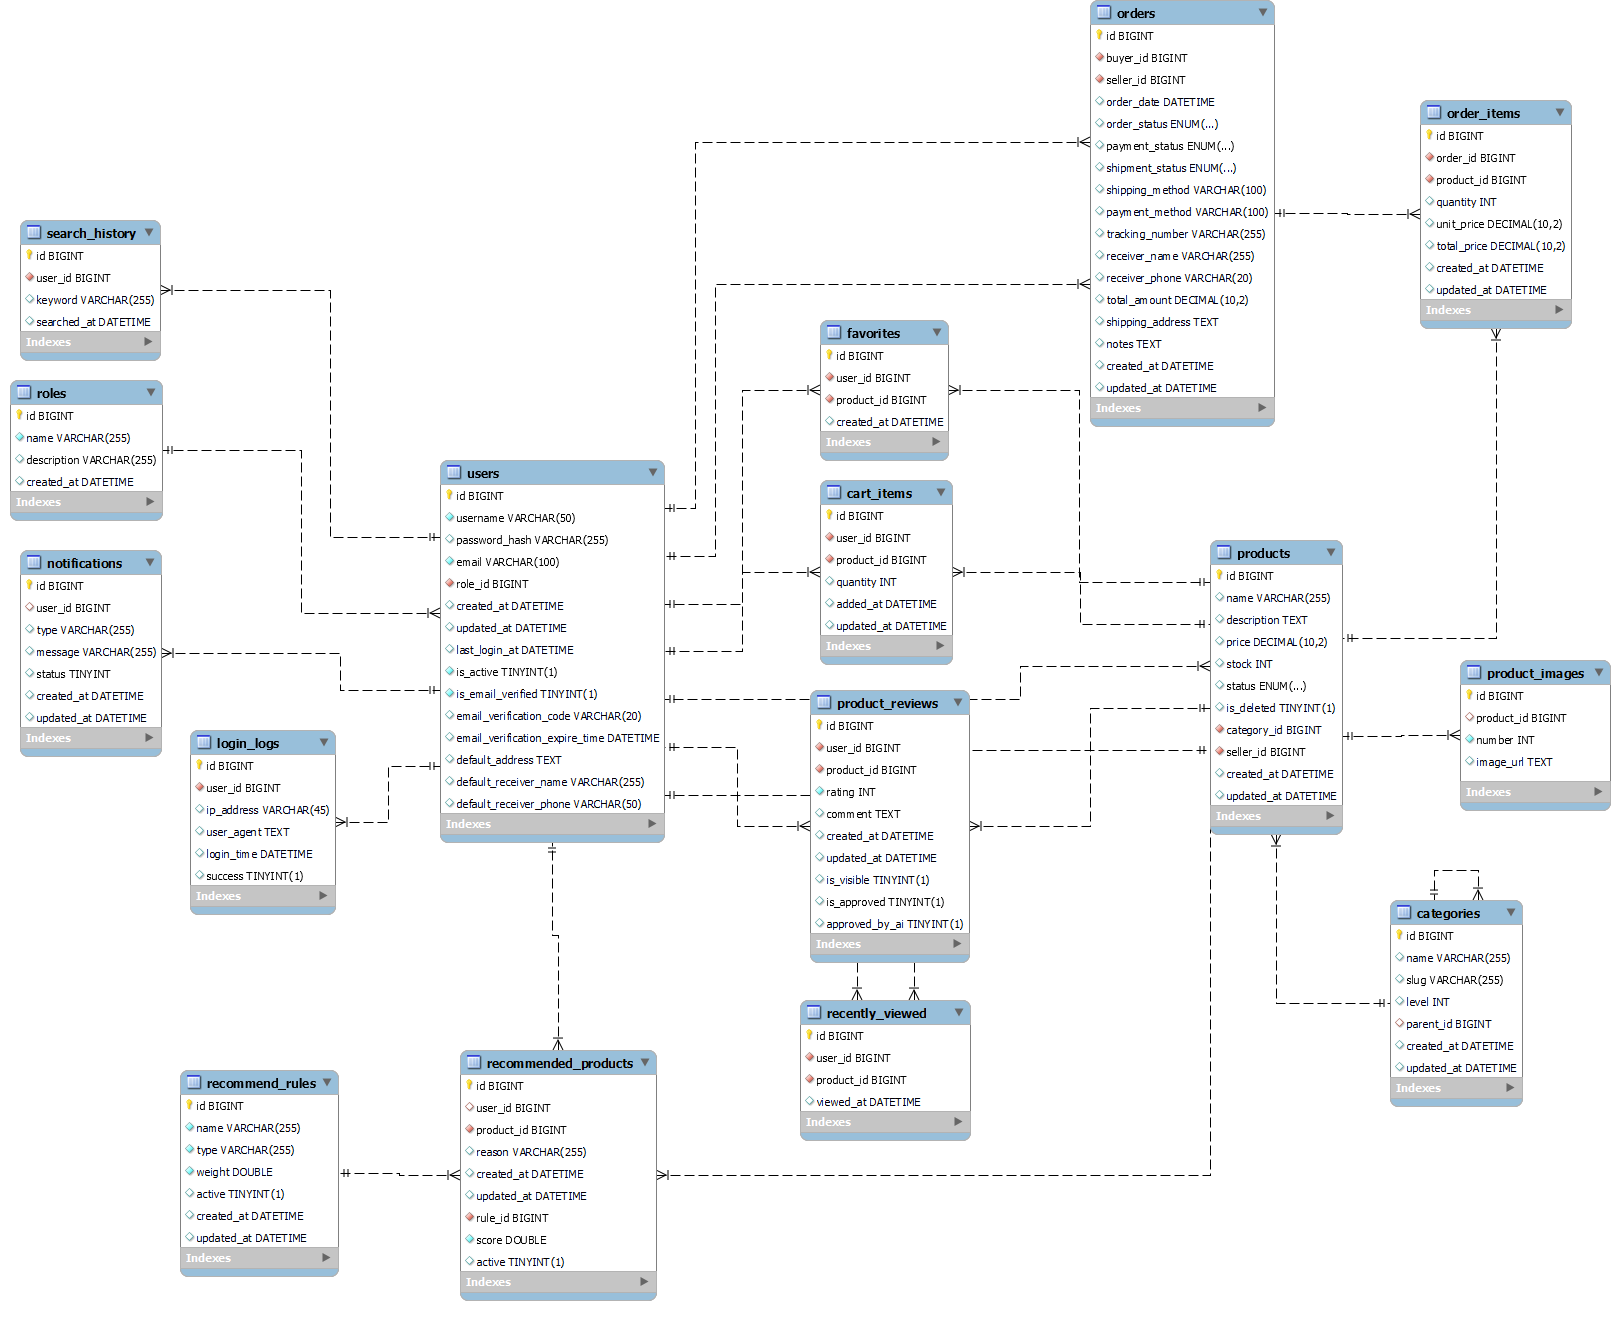 orders
id BIGINT
buyer_id BIGINT
seller_id BIGINT
order_date DATETIME
order_status ENUM(...)
payment_status ENUM(...)
shipment_status ENUM(...)
shipping_method VARCHAR(100)
payment_method VARCHAR(100)
tracking_number VARCHAR(255)
receiver_name VARCHAR(255)
receiver_phone VARCHAR(20)
total_amount DECIMAL(10,2)
shipping_address TEXT
notes TEXT
created_at DATETIME
updated_at DATETIME
Indexes
order_items
id BIGINT
order_id BIGINT
product_id BIGINT
quantity INT
unit_price DECIMAL(10,2)
total_price DECIMAL(10,2)
created_at DATETIME
updated_at DATETIME
Indexes
search_history
id BIGINT
user_id BIGINT
keyword VARCHAR(255)
searched_at DATETIME
Indexes
favorites
id BIGINT
user_id BIGINT
product_id BIGINT
created_at DATETIME
Indexes
roles
id BIGINT
name VARCHAR(255)
description VARCHAR(255)
created_at DATETIME
Indexes
users
id BIGINT
username VARCHAR(50)
password_hash VARCHAR(255)
email VARCHAR(100)
role_id BIGINT
created_at DATETIME
updated_at DATETIME
last_login_at DATETIME
is_active TINYINT(1)
is_email_verified TINYINT(1)
email_verification_code VARCHAR(20)
email_verification_expire_time DATETIME
default_address TEXT
default_receiver_name VARCHAR(255)
default_receiver_phone VARCHAR(50)
Indexes
cart_items
id BIGINT
user_id BIGINT
product_id BIGINT
quantity INT
added_at DATETIME
updated_at DATETIME
Indexes
products
id BIGINT
name VARCHAR(255)
description TEXT
price DECIMAL(10,2)
stock INT
status ENUM(...)
is_deleted TINYINT(1)
category_id BIGINT
seller_id BIGINT
created_at DATETIME
updated_at DATETIME
Indexes
notifications
id BIGINT
user_id BIGINT
type VARCHAR(255)
message VARCHAR(255)
status TINYINT
created_at DATETIME
updated_at DATETIME
Indexes
product_images
id BIGINT
product_id BIGINT
number INT
image_url TEXT
Indexes
product_reviews
id BIGINT
user_id BIGINT
product_id BIGINT
rating INT
comment TEXT
created_at DATETIME
updated_at DATETIME
is_visible TINYINT(1)
is_approved TINYINT(1)
approved_by_ai TINYINT(1)
Indexes
login_logs
id BIGINT
user_id BIGINT
ip_address VARCHAR(45)
user_agent TEXT
login_time DATETIME
success TINYINT(1)
Indexes
categories
id BIGINT
name VARCHAR(255)
slug VARCHAR(255)
level INT
parent_id BIGINT
created_at DATETIME
updated_at DATETIME
Indexes
recently_viewed
id BIGINT
user_id BIGINT
product_id BIGINT
viewed_at DATETIME
Indexes
recommended_products
id BIGINT
user_id BIGINT
product_id BIGINT
reason VARCHAR(255)
created_at DATETIME
updated_at DATETIME
rule_id BIGINT
score DOUBLE
active TINYINT(1)
Indexes
recommend_rules
id BIGINT
name VARCHAR(255)
type VARCHAR(255)
weight DOUBLE
active TINYINT(1)
created_at DATETIME
updated_at DATETIME
Indexes